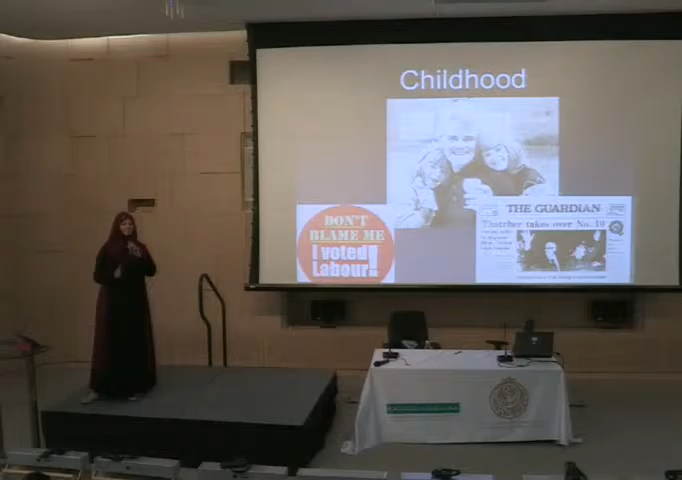 Childhood
DON'T
BLAME ME
I voted
Labour!
THE GUARDIAN
Thatcher takes over No. 10